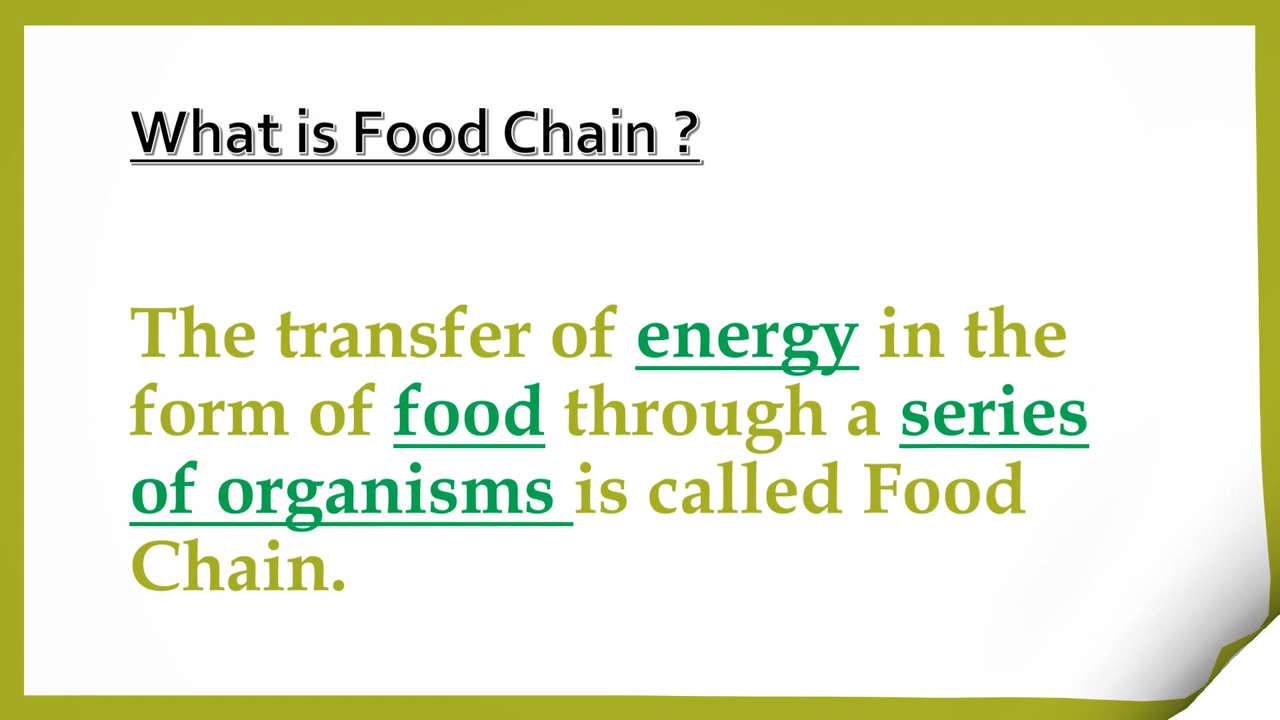 What is Food Chain ?
The transfer of energy in the
form of food through a series
of organisms is called Food
Chain.